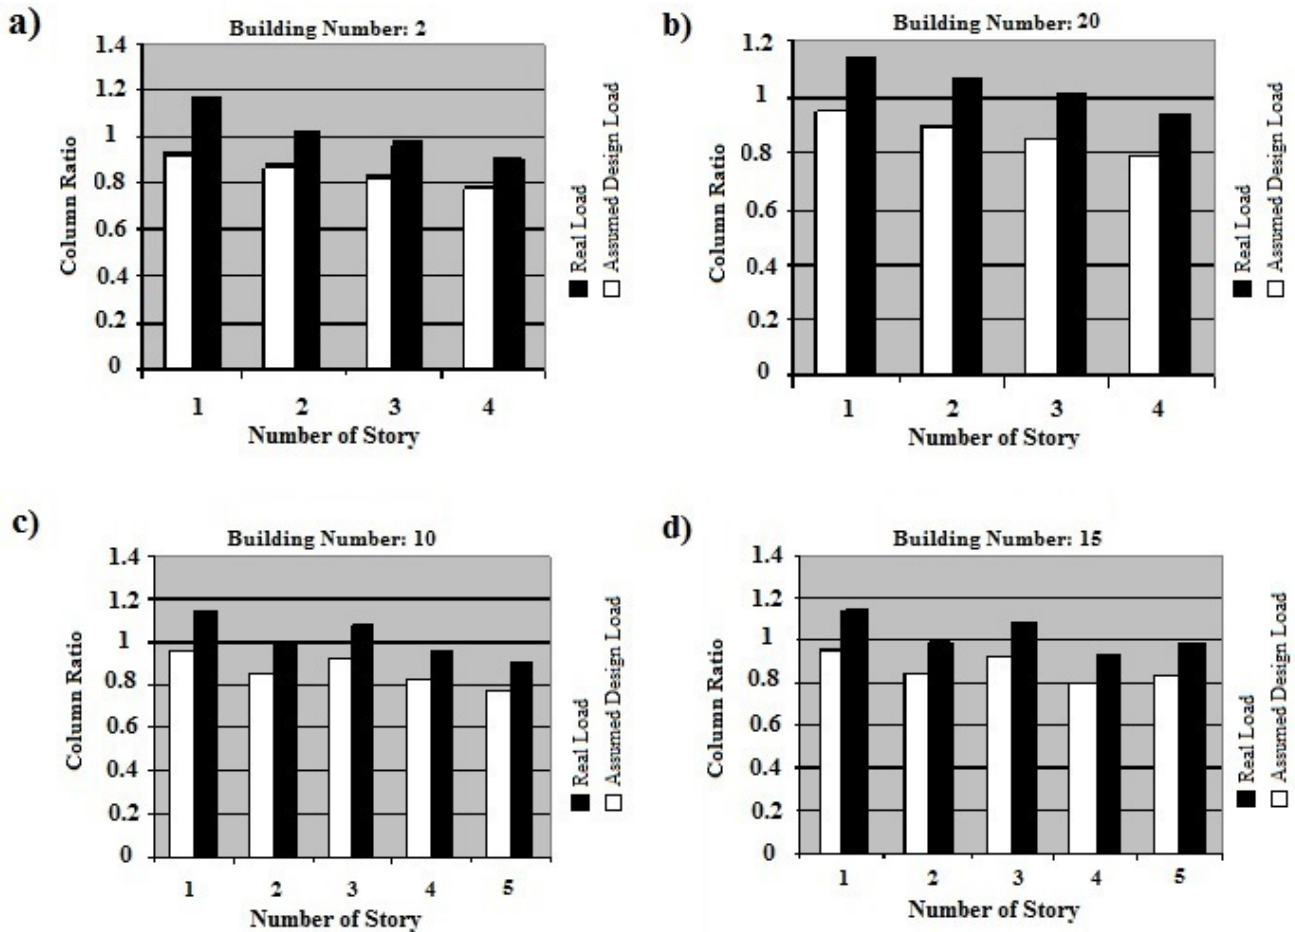 a)
Building Number: 2
1.4
1.2
1
0.8
0.6
0.4
0.2
0
Column Ratio
1 2 3 4
Number of Story
Real Load
Assumed Design Load
b)
Building Number: 20
1.2
1
0.8
0.6
0.4
0.2
0
Column Ratio
1 2 3 4
Number of Story
Real Load
Assumed Design Load
c)
Building Number: 10
1.4
1.2
1
0.8
0.6
0.4
0.2
0
Column Ratio
1 2 3 4 5
Number of Story
Real Load
Assumed Design Load
d)
Building Number: 15
1.4
1.2
1
0.8
0.6
0.4
0.2
0
Column Ratio
1 2 3 4 5
Number of Story
Real Load
Assumed Design Load